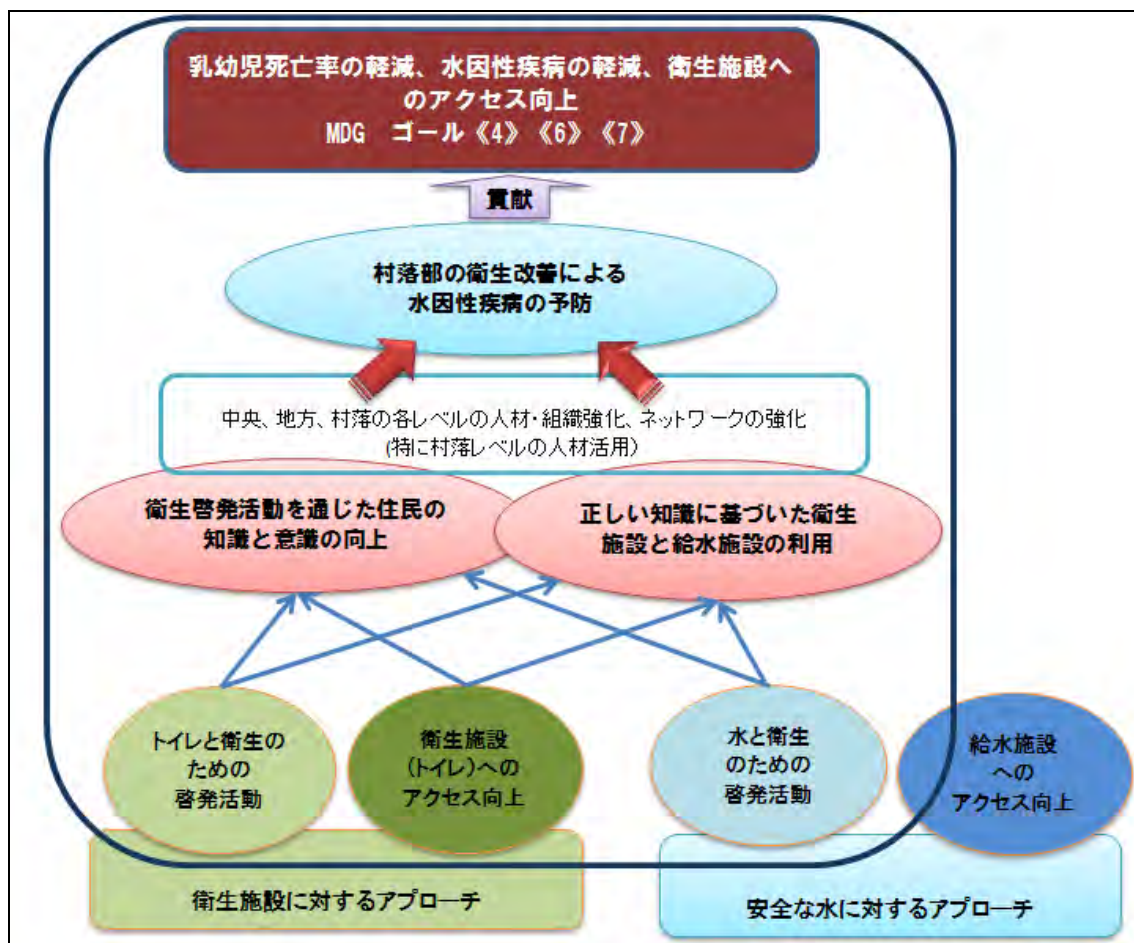 乳幼児死亡率の軽減、水因性疾病の軽減、衛生施設へ
のアクセス向上
MDG　ゴール《4》《6》《7》
貢献
村落部の衛生改善による
水因性疾病の予防
中央、地方、村落の各レベルの人材・組織強化、ネットワークの強化
(特に村落レベルの人材活用)
衛生啓発活動を通じた住民の
知識と意識の向上
正しい知識に基づいた衛生
施設と給水施設の利用
トイレと衛生の
ための
啓発活動
衛生施設
(トイレ)への
アクセス向上
水と衛生
のための
啓発活動
給水施設
への
アクセス向上
衛生施設に対するアプローチ
安全な水に対するアプローチ